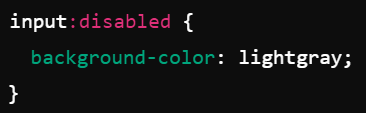 input:disabled {
  background-color: lightgray;
}